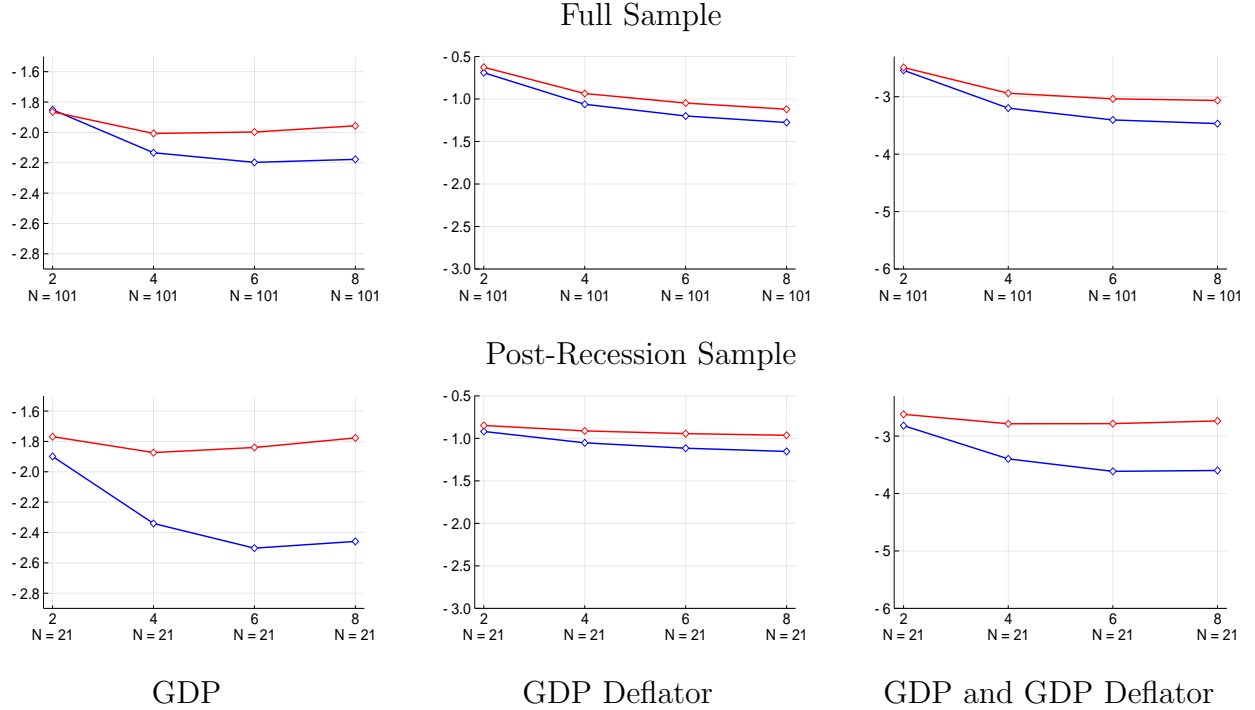 Full Sample
- 1.6
- 1.8
- 2.0
- 2.2
- 2.4
- 2.6
- 2.8
2 4 6 8
N = 101 N = 101 N = 101 N = 101
- 0.5
- 1.0
- 1.5
- 2.0
- 2.5
- 3.0
2 4 6 8
N = 101 N = 101 N = 101 N = 101
- 3
- 4
- 5
- 6
2 4 6 8
N = 101 N = 101 N = 101 N = 101
Post-Recession Sample
- 1.6
- 1.8
- 2.0
- 2.2
- 2.4
- 2.6
- 2.8
2 4 6 8
N = 21 N = 21 N = 21 N = 21
- 0.5
- 1.0
- 1.5
- 2.0
- 2.5
- 3.0
2 4 6 8
N = 21 N = 21 N = 21 N = 21
- 3
- 4
- 5
- 6
2 4 6 8
N = 21 N = 21 N = 21 N = 21
GDP
GDP Deflator
GDP and GDP Deflator